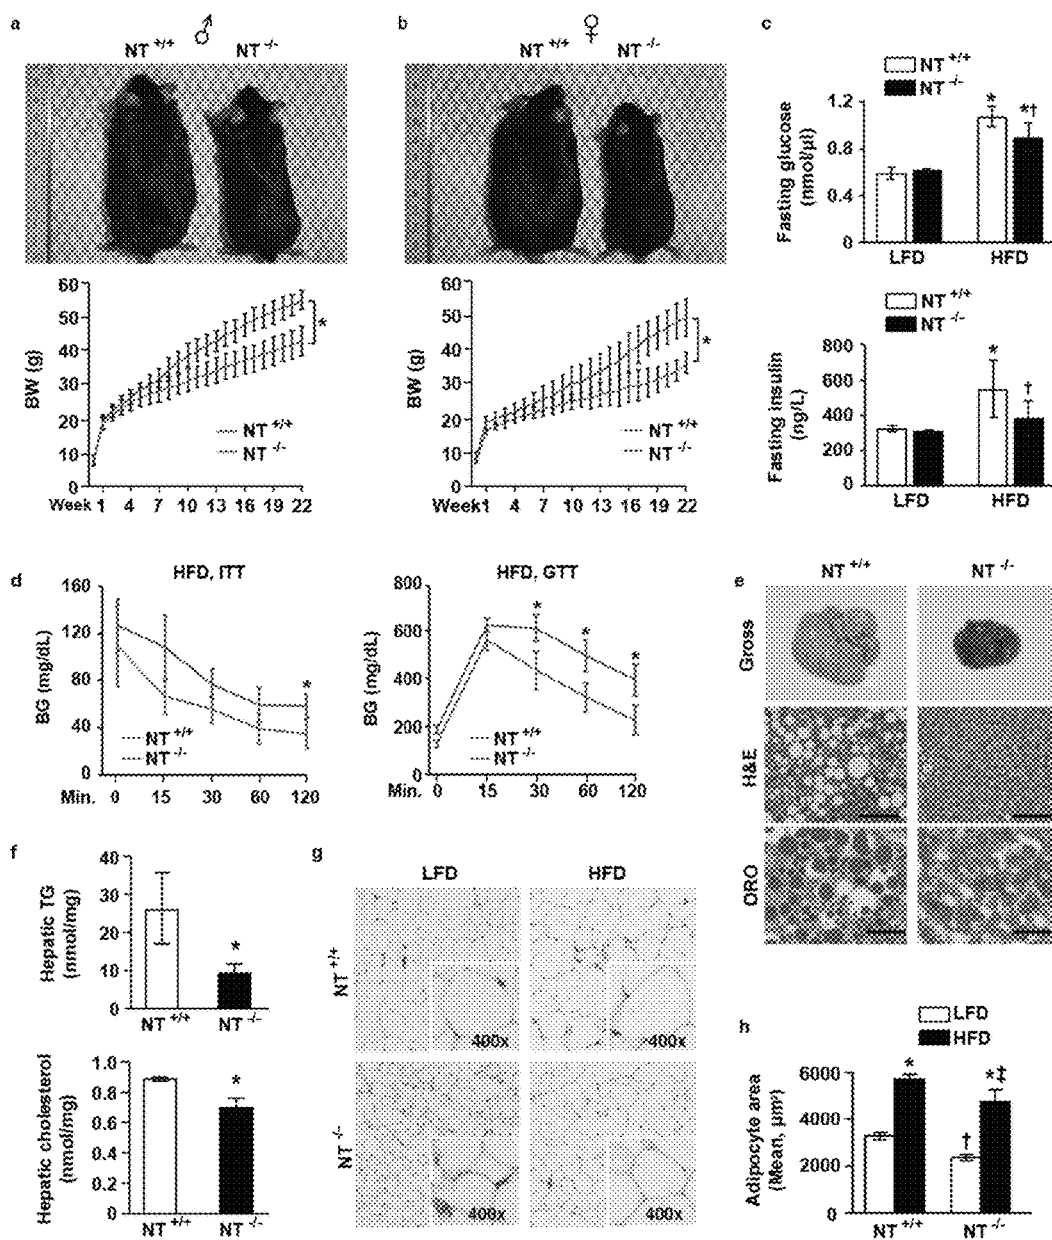 a ♂ b ♀ c
NT +/+ NT -/- NT +/+ NT -/-
NT +/+
NT -/-
Fasting glucose
(nmol/µl)
1.2
0.8
0.4
0
* *†
LFD HFD
BW (g)
60
50
40
30
20
10
0
*
NT +/+
NT -/-
Week 1 4 7 10 13 16 19 22
BW (g)
60
50
40
30
20
10
0
*
NT +/+
NT -/-
Week 1 4 7 10 13 16 19 22
NT +/+
NT -/-
Fasting insulin
(ng/L)
800
600
400
200
0
* †
LFD HFD
d
HFD, ITT
BG (mg/dL)
160
120
80
40
0
*
NT +/+
NT -/-
Min. 0 15 30 60 120
HFD, GTT
BG (mg/dL)
800
600
400
200
0
* * *
NT +/+
NT -/-
0 15 30 60 120
e
NT +/+ NT -/-
Gross
H&E
ORO
f
Hepatic TG
(nmol/mg)
40
30
20
10
0
*
NT +/+ NT -/-
Hepatic cholesterol
(nmol/mg)
1.0
0.8
0.6
0.4
0.2
0.0
*
NT +/+ NT -/-
g
LFD HFD
NT +/+
400x 400x
NT -/-
400x 400x
h
LFD
HFD
Adipocyte area
(Mean, µm²)
6000
4000
2000
0
* † *‡
NT +/+ NT -/-